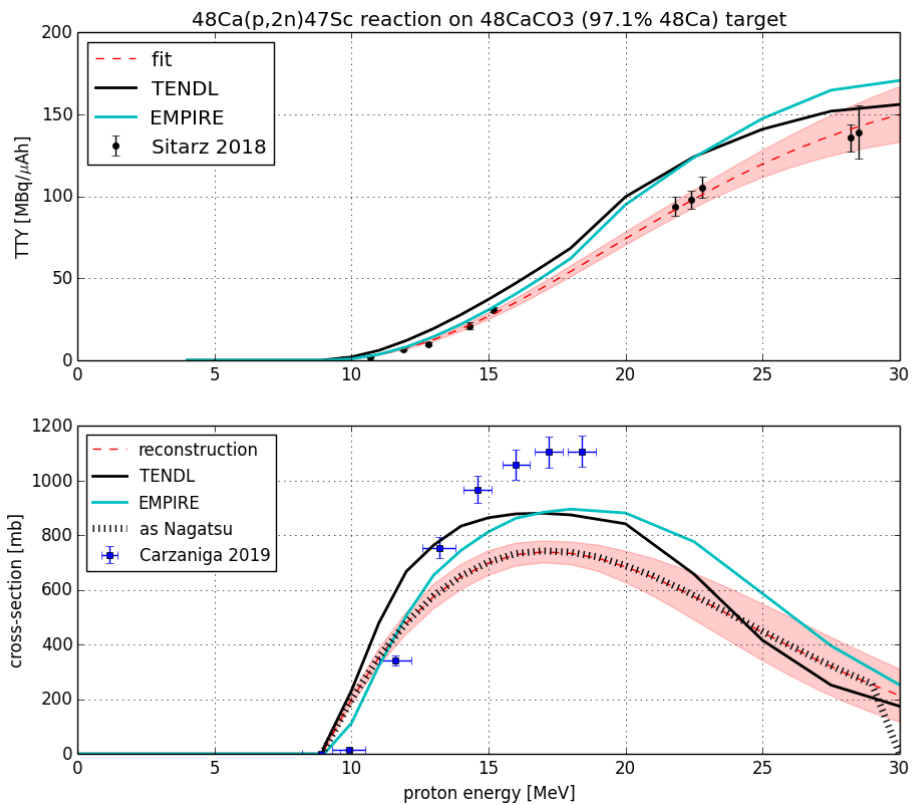 48Ca(p,2n)47Sc reaction on 48CaCO3 (97.1% 48Ca) target
200
150
100
50
0
TTY [MBq/μAh]
fit
TENDL
EMPIRE
Sitarz 2018
0 5 10 15 20 25 30
1200
1000
800
600
400
200
0
cross-section [mb]
reconstruction
TENDL
EMPIRE
as Nagatsu
Carzaniga 2019
0 5 10 15 20 25 30
proton energy [MeV]